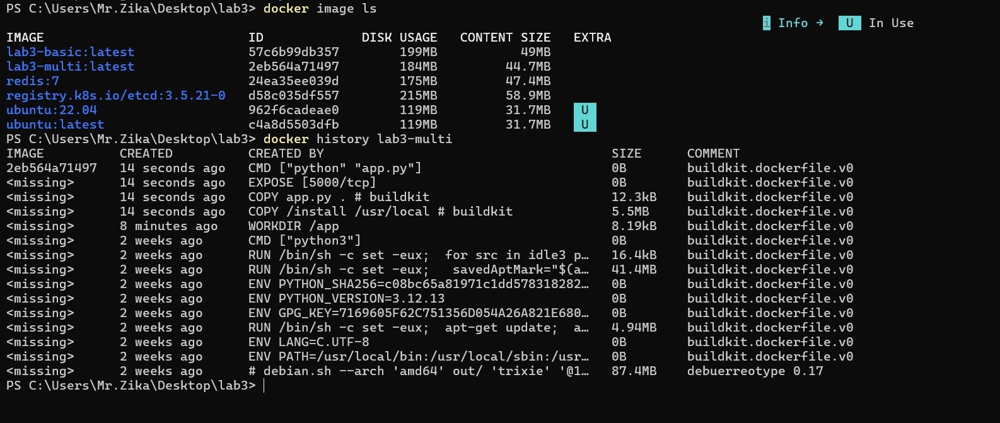 PS C:\Users\Mr.Zika\Desktop\lab3> docker image ls
i Info → U In Use
IMAGE ID DISK USAGE CONTENT SIZE EXTRA
lab3-basic:latest 57c6b99db357 199MB 49MB
lab3-multi:latest 2eb564a71497 184MB 44.7MB
redis:7 24ea35ee039d 175MB 47.4MB
registry.k8s.io/etcd:3.5.21-0 d58c035df557 215MB 58.9MB
ubuntu:22.04 962f6cadeae0 119MB 31.7MB U
ubuntu:latest c4a8d5503dfb 119MB 31.7MB U
PS C:\Users\Mr.Zika\Desktop\lab3> docker history lab3-multi
IMAGE CREATED CREATED BY SIZE COMMENT
2eb564a71497 14 seconds ago CMD ["python" "app.py"] 0B buildkit.dockerfile.v0
<missing> 14 seconds ago EXPOSE [5000/tcp] 0B buildkit.dockerfile.v0
<missing> 14 seconds ago COPY app.py . # buildkit 12.3kB buildkit.dockerfile.v0
<missing> 14 seconds ago COPY /install /usr/local # buildkit 5.5MB buildkit.dockerfile.v0
<missing> 8 minutes ago WORKDIR /app 8.19kB buildkit.dockerfile.v0
<missing> 2 weeks ago CMD ["python3"] 0B buildkit.dockerfile.v0
<missing> 2 weeks ago RUN /bin/sh -c set -eux; for src in idle3 p… 16.4kB buildkit.dockerfile.v0
<missing> 2 weeks ago RUN /bin/sh -c set -eux; savedAptMark="$(a… 41.4MB buildkit.dockerfile.v0
<missing> 2 weeks ago ENV PYTHON_SHA256=c08bc65a81971c1dd578318282… 0B buildkit.dockerfile.v0
<missing> 2 weeks ago ENV PYTHON_VERSION=3.12.13 0B buildkit.dockerfile.v0
<missing> 2 weeks ago ENV GPG_KEY=7169605F62C751356D054A26A821E680… 0B buildkit.dockerfile.v0
<missing> 2 weeks ago RUN /bin/sh -c set -eux; apt-get update; a… 4.94MB buildkit.dockerfile.v0
<missing> 2 weeks ago ENV LANG=C.UTF-8 0B buildkit.dockerfile.v0
<missing> 2 weeks ago ENV PATH=/usr/local/bin:/usr/local/sbin:/usr… 0B buildkit.dockerfile.v0
<missing> 2 weeks ago # debian.sh --arch 'amd64' out/ 'trixie' '@1… 87.4MB debuerreotype 0.17
PS C:\Users\Mr.Zika\Desktop\lab3>